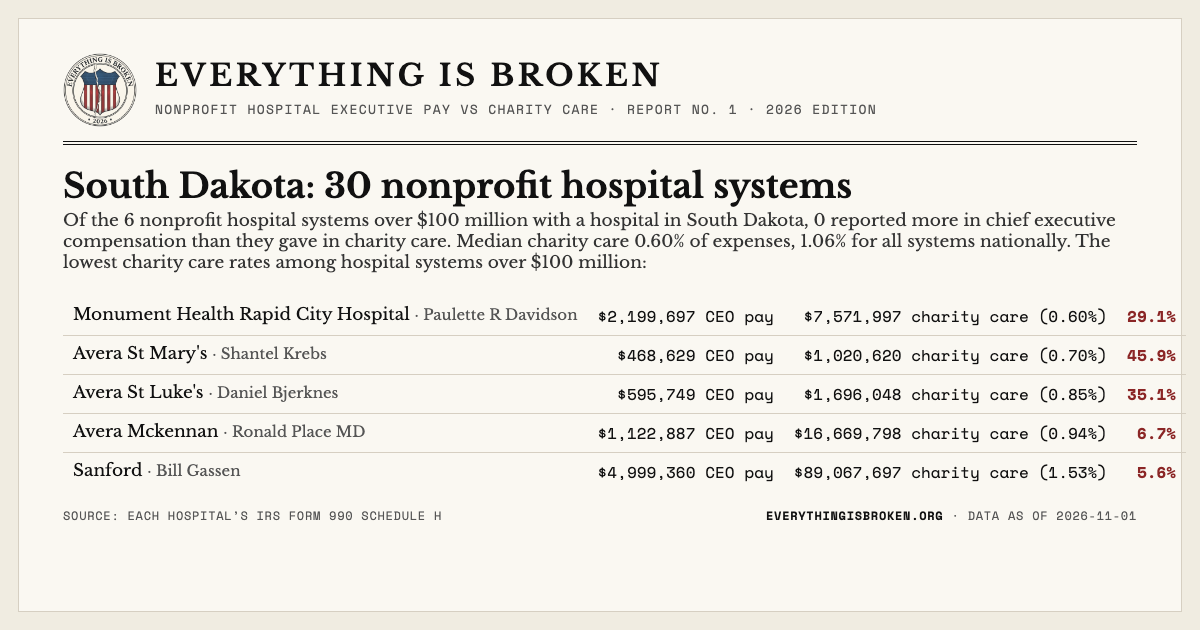 EVERYTHING IS BROKEN
2026
EVERYTHING IS BROKEN
NONPROFIT HOSPITAL EXECUTIVE PAY VS CHARITY CARE · REPORT NO. 1 · 2026 EDITION
South Dakota: 30 nonprofit hospital systems
Of the 6 nonprofit hospital systems over $100 million with a hospital in South Dakota, 0 reported more in chief executive
compensation than they gave in charity care. Median charity care 0.60% of expenses, 1.06% for all systems nationally. The
lowest charity care rates among hospital systems over $100 million:
Monument Health Rapid City Hospital · Paulette R Davidson $2,199,697 CEO pay $7,571,997 charity care (0.60%) 29.1%
Avera St Mary's · Shantel Krebs $468,629 CEO pay $1,020,620 charity care (0.70%) 45.9%
Avera St Luke's · Daniel Bjerknes $595,749 CEO pay $1,696,048 charity care (0.85%) 35.1%
Avera Mckennan · Ronald Place MD $1,122,887 CEO pay $16,669,798 charity care (0.94%) 6.7%
Sanford · Bill Gassen $4,999,360 CEO pay $89,067,697 charity care (1.53%) 5.6%
SOURCE: EACH HOSPITAL'S IRS FORM 990 SCHEDULE H
EVERYTHINGISBROKEN.ORG · DATA AS OF 2026-11-01